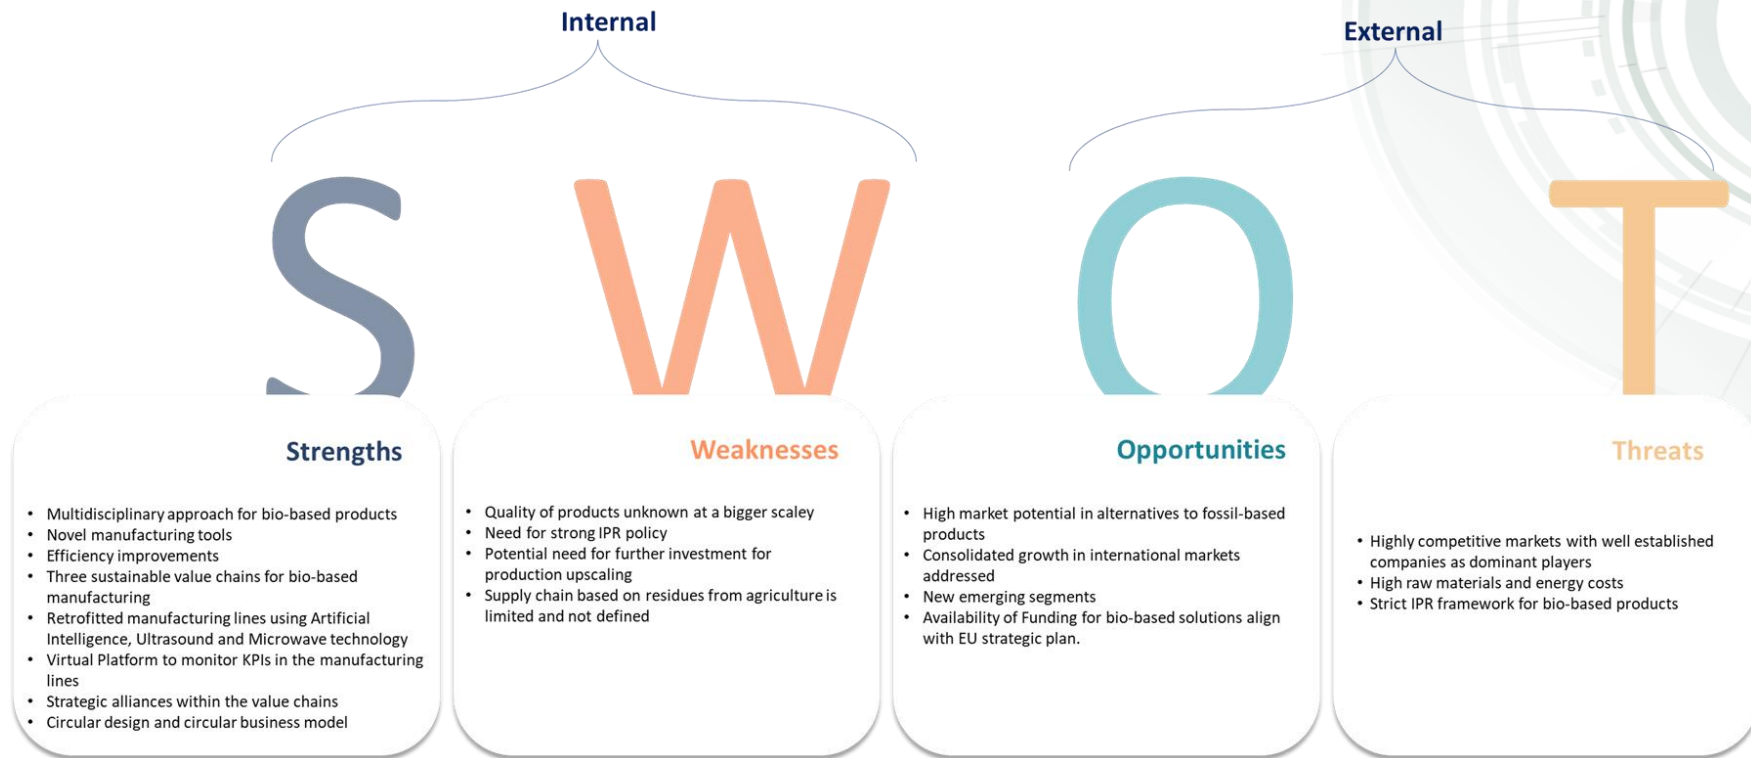 Internal
External
S
W
O
T
Strengths
• Multidisciplinary approach for bio-based products
• Novel manufacturing tools
• Efficiency improvements
• Three sustainable value chains for bio-based
manufacturing
• Retrofitted manufacturing lines using Artificial
Intelligence, Ultrasound and Microwave technology
• Virtual Platform to monitor KPIs in the manufacturing
lines
• Strategic alliances within the value chains
• Circular design and circular business model
Weaknesses
• Quality of products unknown at a bigger scaley
• Need for strong IPR policy
• Potential need for further investment for
production upscaling
• Supply chain based on residues from agriculture is
limited and not defined
Opportunities
• High market potential in alternatives to fossil-based
products
• Consolidated growth in international markets
addressed
• New emerging segments
• Availability of Funding for bio-based solutions align
with EU strategic plan.
Threats
• Highly competitive markets with well established
companies as dominant players
• High raw materials and energy costs
• Strict IPR framework for bio-based products